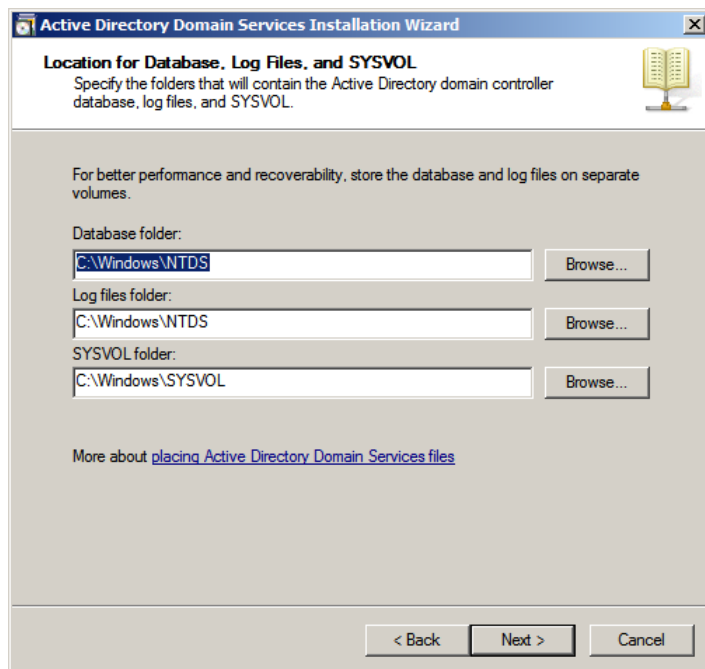 Active Directory Domain Services Installation Wizard
Location for Database, Log Files, and SYSVOL
Specify the folders that will contain the Active Directory domain controller
database, log files, and SYSVOL.
For better performance and recoverability, store the database and log files on separate
volumes.
Database folder:
C:\Windows\NTDS
Browse...
Log files folder:
C:\Windows\NTDS
Browse...
SYSVOL folder:
C:\Windows\SYSVOL
Browse...
More about placing Active Directory Domain Services files
< Back
Next >
Cancel